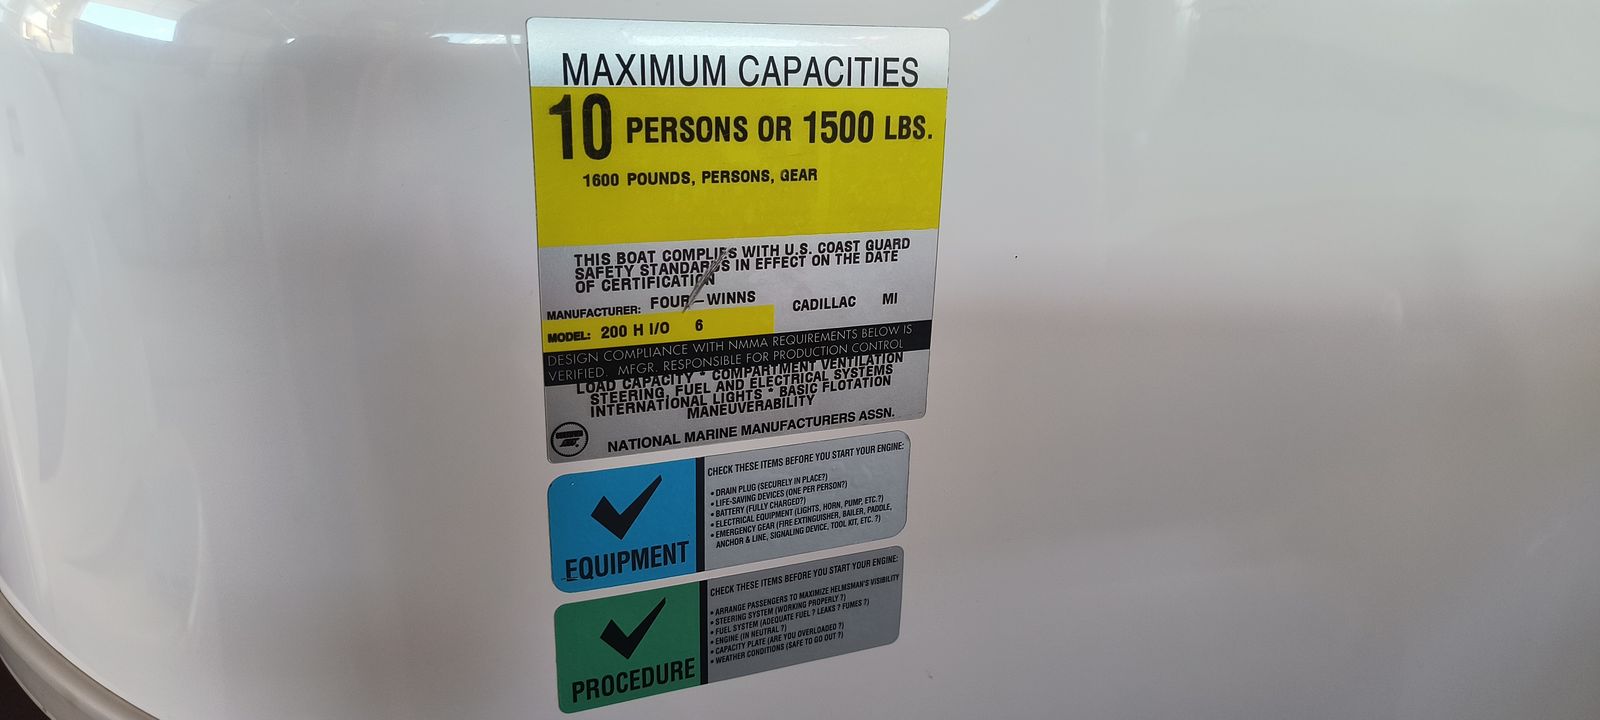 MAXIMUM CAPACITIES
10 PERSONS OR 1500 LBS.
1600 POUNDS, PERSONS, GEAR
THIS BOAT COMPLIES WITH U.S. COAST GUARD
SAFETY STANDARDS IN EFFECT ON THE DATE
OF CERTIFICATION
MANUFACTURER: FOUR-WINNS CADILLAC MI
MODEL: 200 H I/O 6
DESIGN COMPLIANCE WITH NMMA REQUIREMENTS BELOW IS
VERIFIED. MFGR. RESPONSIBLE FOR PRODUCTION CONTROL
LOAD CAPACITY * COMPARTMENT VENTILATION
STEERING, FUEL AND ELECTRICAL SYSTEMS
INTERNATIONAL LIGHTS * BASIC FLOTATION
MANEUVERABILITY
NATIONAL MARINE MANUFACTURERS ASSN.
EQUIPMENT
CHECK THESE ITEMS BEFORE YOU START YOUR ENGINE:
• DRAIN PLUG (SECURELY IN PLACE?)
• LIFE-SAVING DEVICES (ONE PER PERSON?)
• BATTERY (FULLY CHARGED?)
• ELECTRICAL EQUIPMENT (LIGHTS, HORN, PUMP, ETC.?)
• EMERGENCY GEAR (FIRE EXTINGUISHER, BAILER, PADDLE,
ANCHOR & LINE, SIGNALING DEVICE, TOOL KIT, ETC. ?)
PROCEDURE
CHECK THESE ITEMS BEFORE YOU START YOUR ENGINE:
• ARRANGE PASSENGERS TO MAXIMIZE HELMSMAN'S VISIBILITY
• STEERING SYSTEM (WORKING PROPERLY ?)
• FUEL SYSTEM (ADEQUATE FUEL ? LEAKS ? FUMES ?)
• ENGINE (IN NEUTRAL ?)
• CAPACITY PLATE (ARE YOU OVERLOADED ?)
• WEATHER CONDITIONS (SAFE TO GO OUT ?)